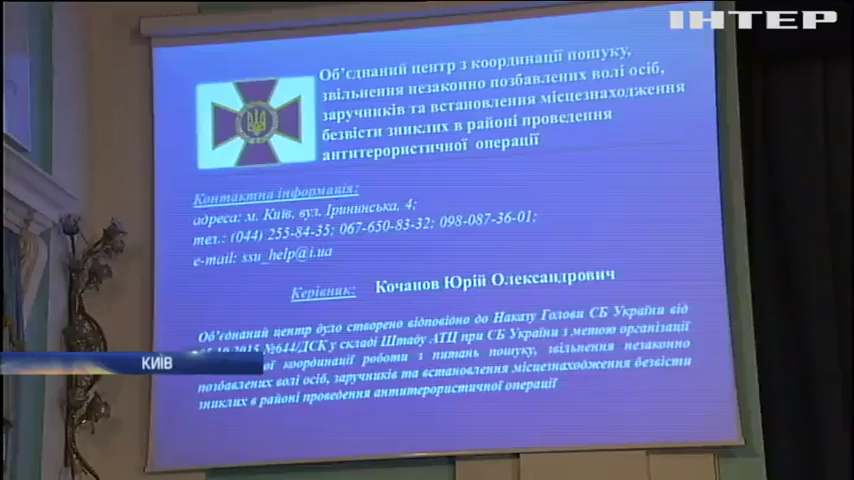 ІНТЕР
Об'єднаний центр з координації пошуку,
звільнення незаконно позбавлених волі осіб,
заручників та встановлення місцезнаходження
безвісти зниклих в районі проведення
антитерористичної операції
Контактна інформація:
адреса: м. Київ, вул. Ірининська, 4;
тел.: (044) 255-84-35; 067-650-83-32; 098-087-36-01;
e-mail: ssu_help@i.ua
Керівник: Кочанов Юрій Олександрович
Об'єднаний центр було створено відповідно до Наказу Голови СБ України від
№644/ДСК у складі Штабу АТЦ при СБ України з метою організації
координації роботи з питань пошуку, звільнення незаконно
позбавлених волі осіб, заручників та встановлення місцезнаходження безвісти
зниклих в районі проведення антитерористичної операції
КИЇВ